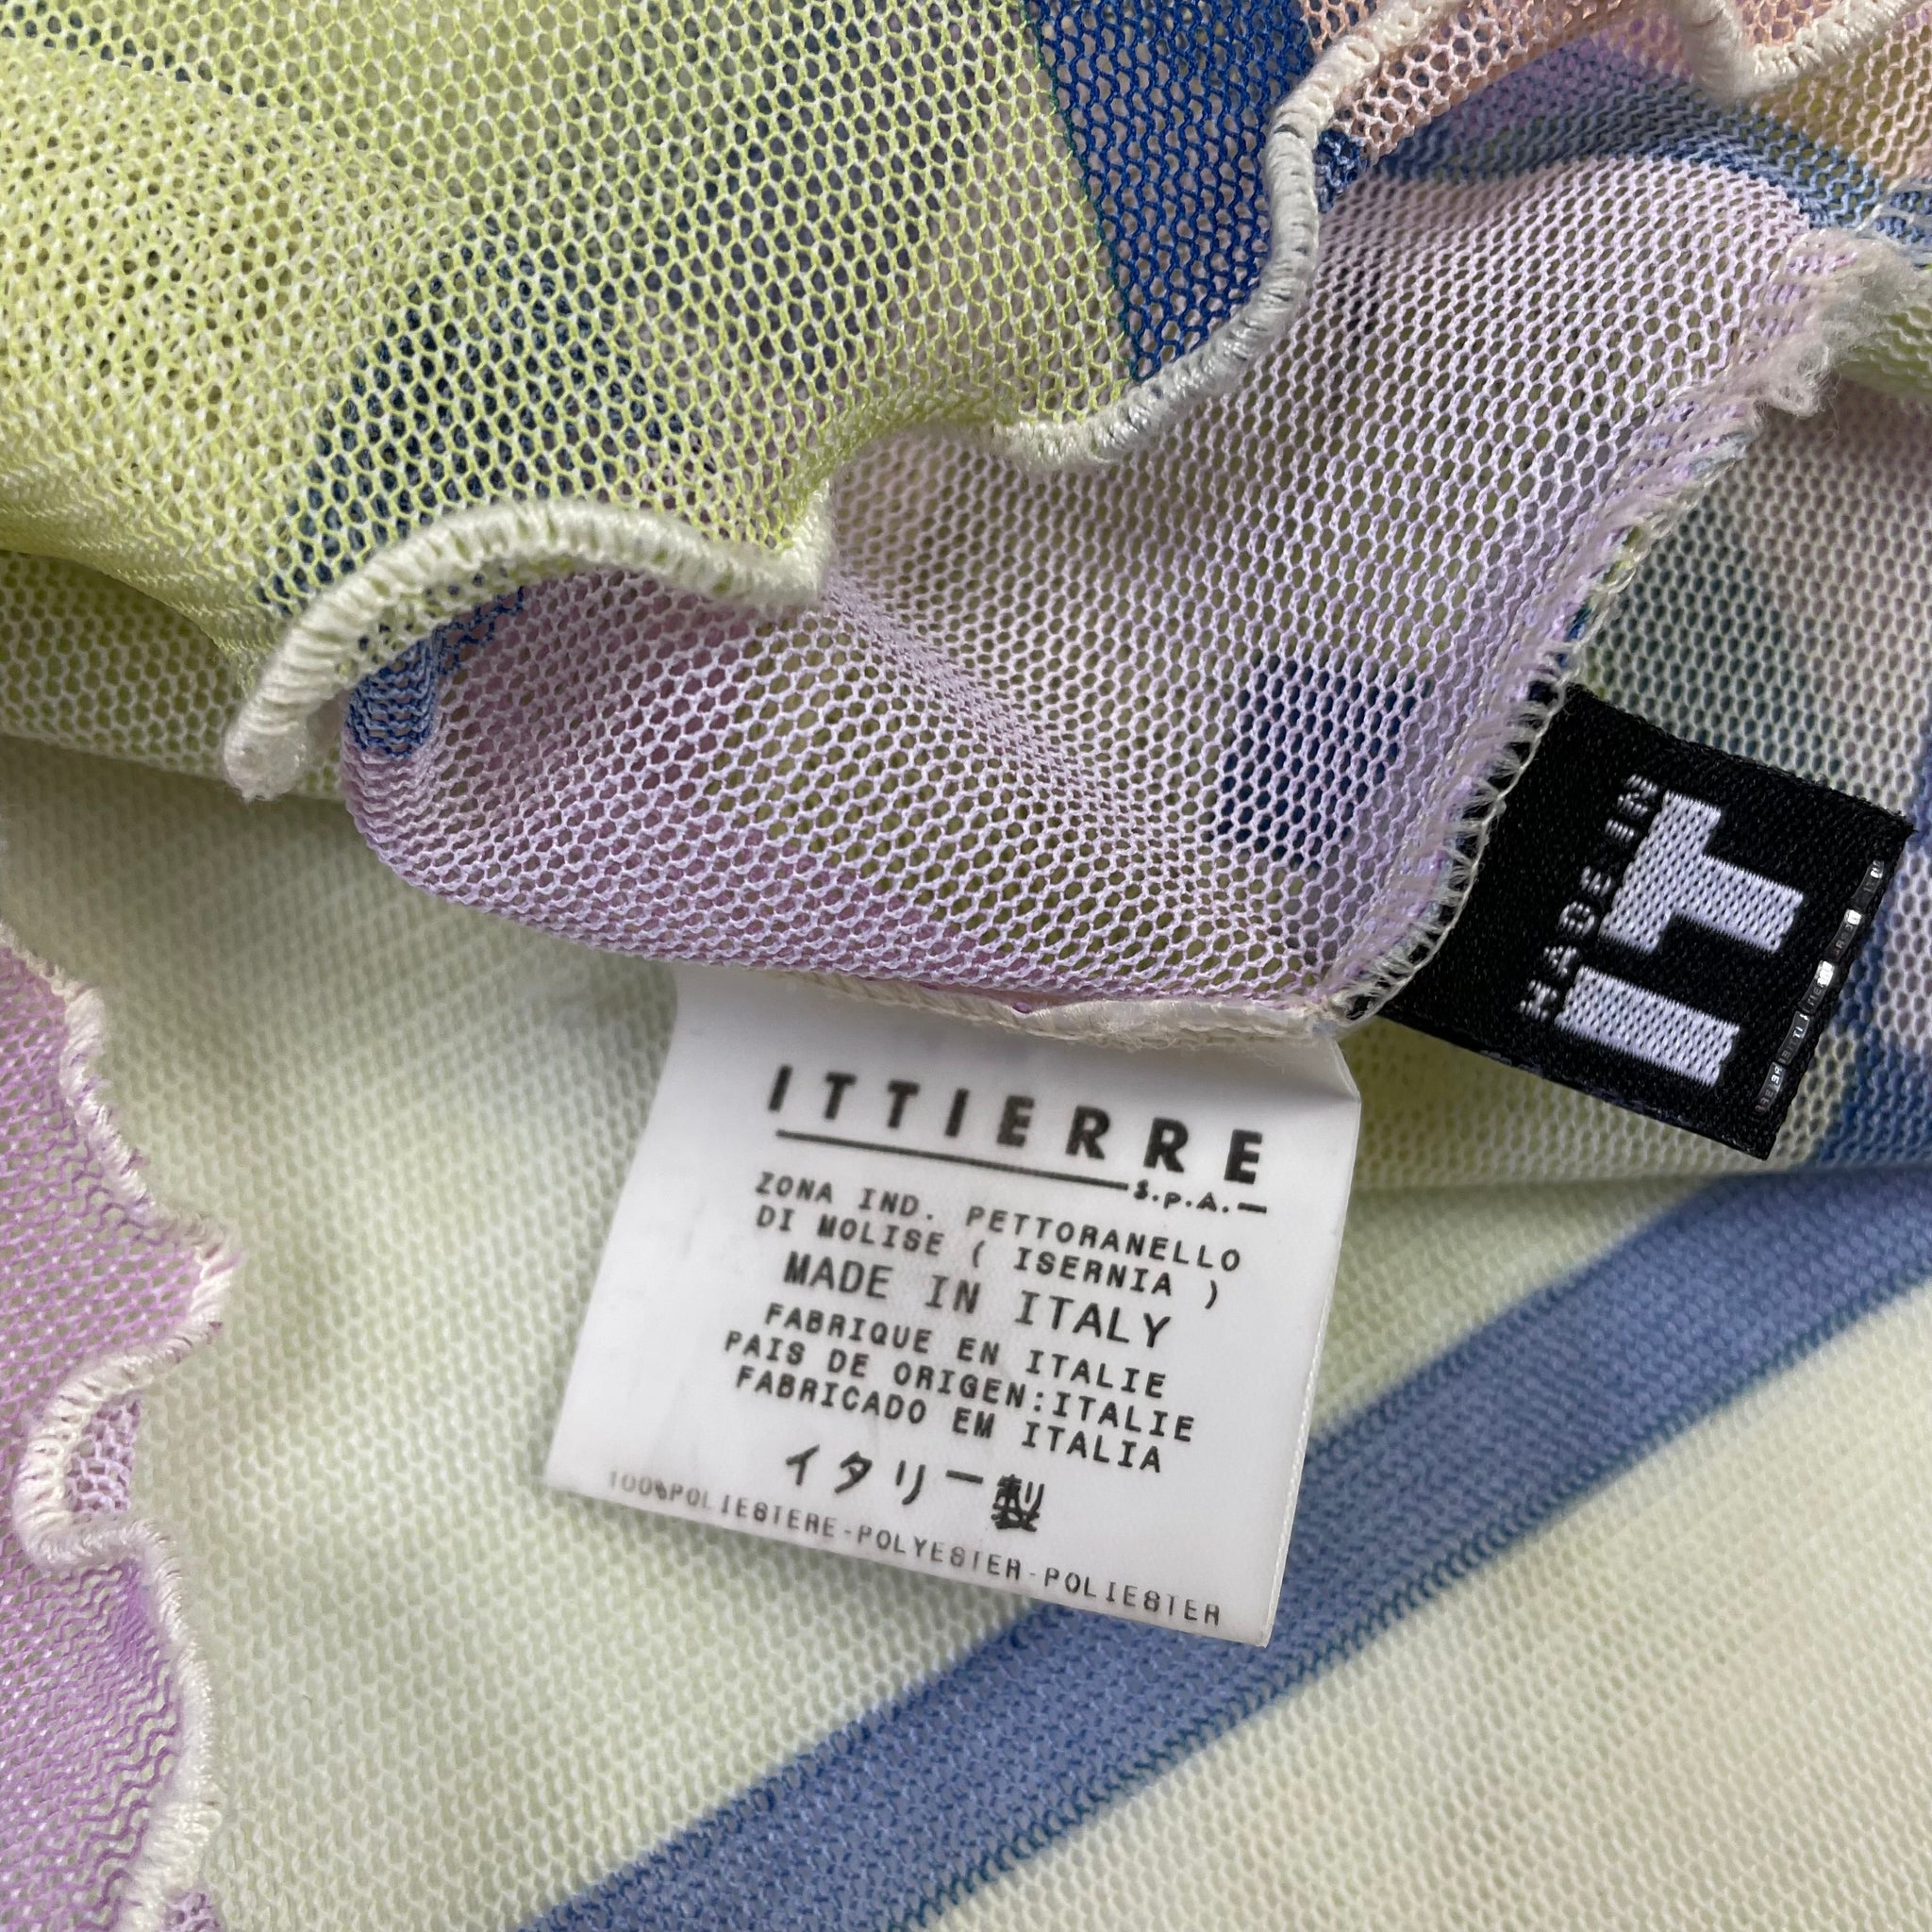 ITTIERRE
S.p.A.
ZONA IND. PETTORANELLO
DI MOLISE ( ISERNIA )
MADE IN ITALY
FABRIQUE EN ITALIE
PAIS DE ORIGEN:ITALIE
FABRICADO EM ITALIA
イタリー製
100%POLIESTERE-POLYESTER-POLIESTER
MADE IN
IT